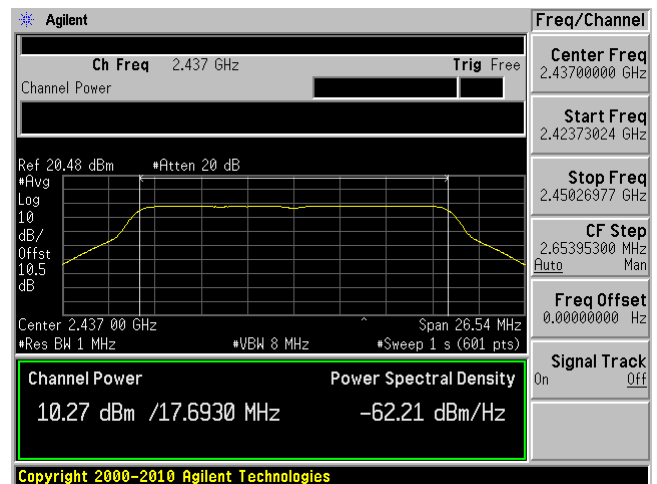 Agilent
Freq/Channel
Ch Freq 2.437 GHz Trig Free
Channel Power
Center Freq
2.43700000 GHz
Start Freq
2.42373024 GHz
Stop Freq
2.45026977 GHz
CF Step
2.65395300 MHz
Auto Man
Freq Offset
0.00000000 Hz
Signal Track
On Off
Ref 20.48 dBm #Atten 20 dB
#Avg
Log
10
dB/
Offst
10.5
dB
Center 2.437 00 GHz Span 26.54 MHz
#Res BW 1 MHz #VBW 8 MHz #Sweep 1 s (601 pts)
Channel Power Power Spectral Density
10.27 dBm /17.6930 MHz -62.21 dBm/Hz
Copyright 2000-2010 Agilent Technologies